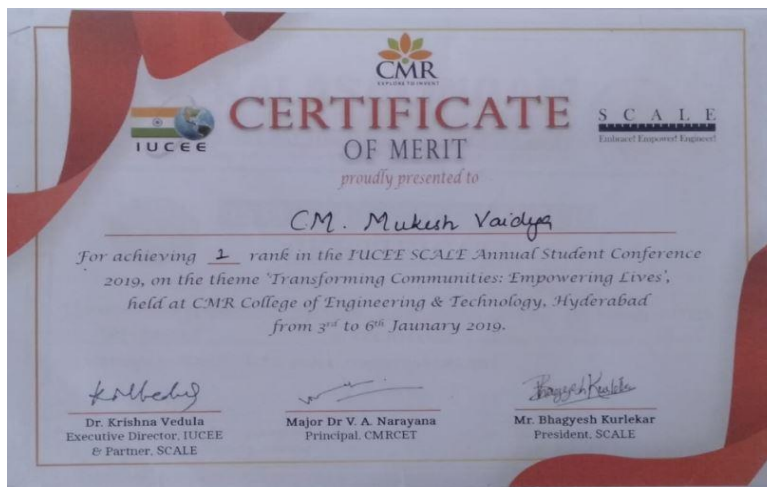 CMR
EXPLORE TO INVENT
IUCEE
CERTIFICATE
OF MERIT
SCALE
Embrace! Empower! Engineer!
proudly presented to
C.M. Mukesh Vaidya
For achieving 1 rank in the IUCEE SCALE Annual Student Conference
2019, on the theme 'Transforming Communities: Empowering Lives',
held at CMR College of Engineering & Technology, Hyderabad
from 3rd to 6th Jaunary 2019.
Dr. Krishna Vedula
Executive Director, IUCEE
& Partner, SCALE
Major Dr V. A. Narayana
Principal, CMRCET
Bhagyesh Kurlekar
Mr. Bhagyesh Kurlekar
President, SCALE